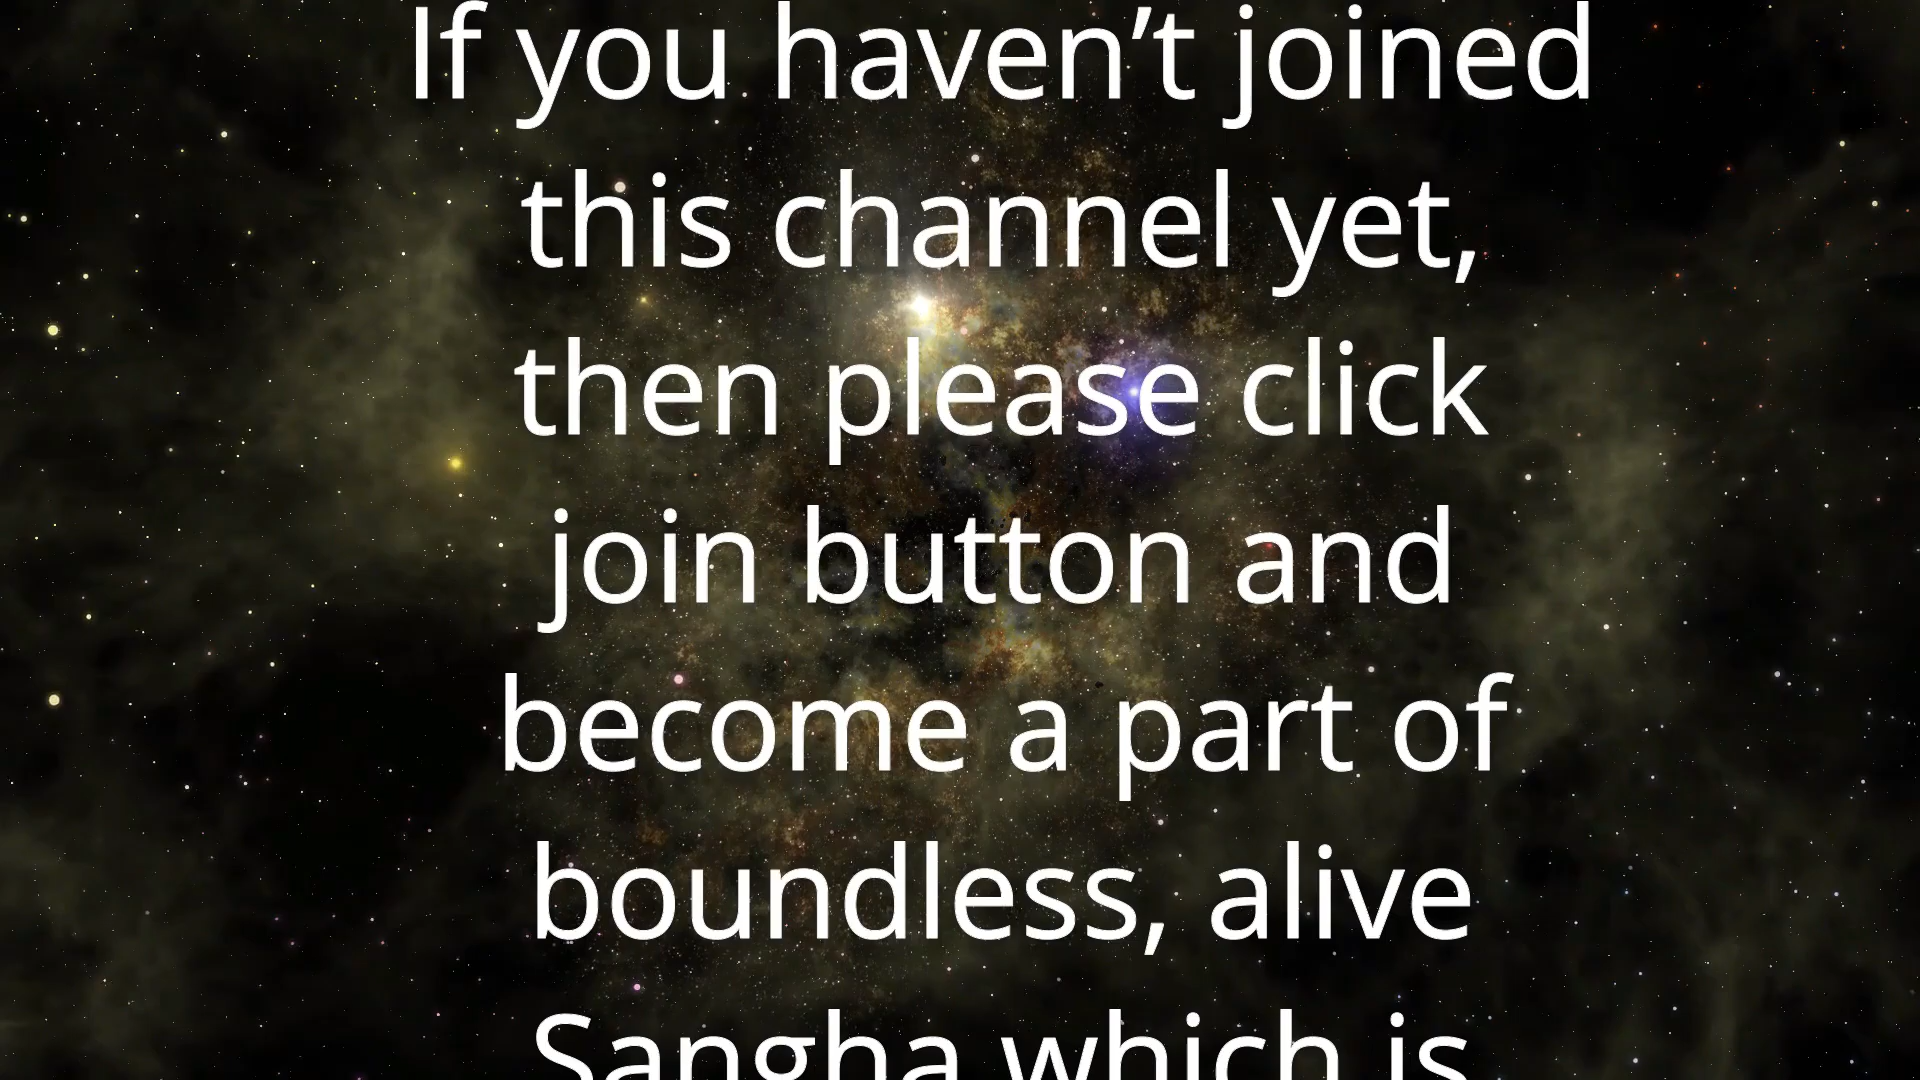 If you haven’t joined
this channel yet,
then please click
join button and
become a part of
boundless, alive
Sangha which is